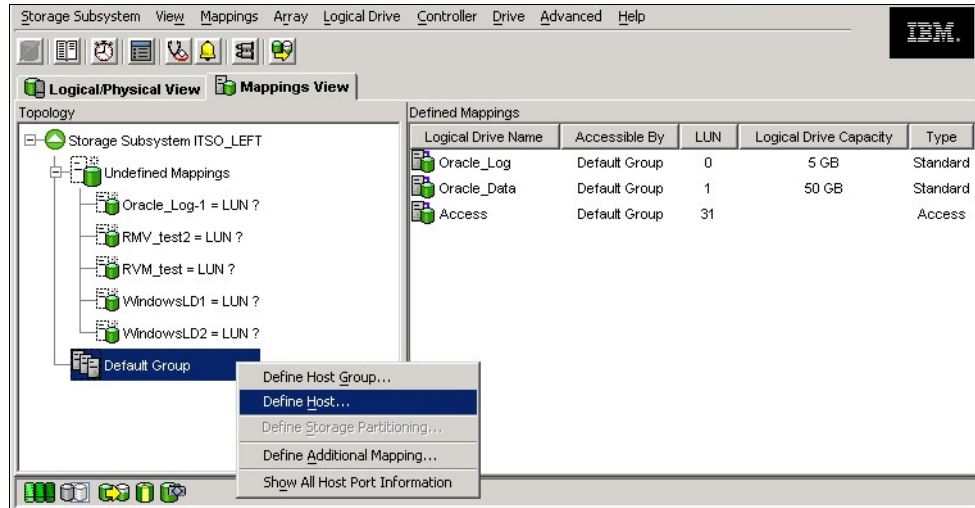 Storage Subsystem View Mappings Array Logical Drive Controller Drive Advanced Help
IBM.
Logical/Physical View Mappings View
Topology
Storage Subsystem ITSO_LEFT
Undefined Mappings
Oracle_Log-1 = LUN ?
RMV_test2 = LUN ?
RVM_test = LUN ?
WindowsLD1 = LUN ?
WindowsLD2 = LUN ?
Default Group
Define Host Group...
Define Host...
Define Storage Partitioning...
Define Additional Mapping...
Show All Host Port Information
Defined Mappings
Logical Drive Name Accessible By LUN Logical Drive Capacity Type
Oracle_Log Default Group 0 5 GB Standard
Oracle_Data Default Group 1 50 GB Standard
Access Default Group 31 Access